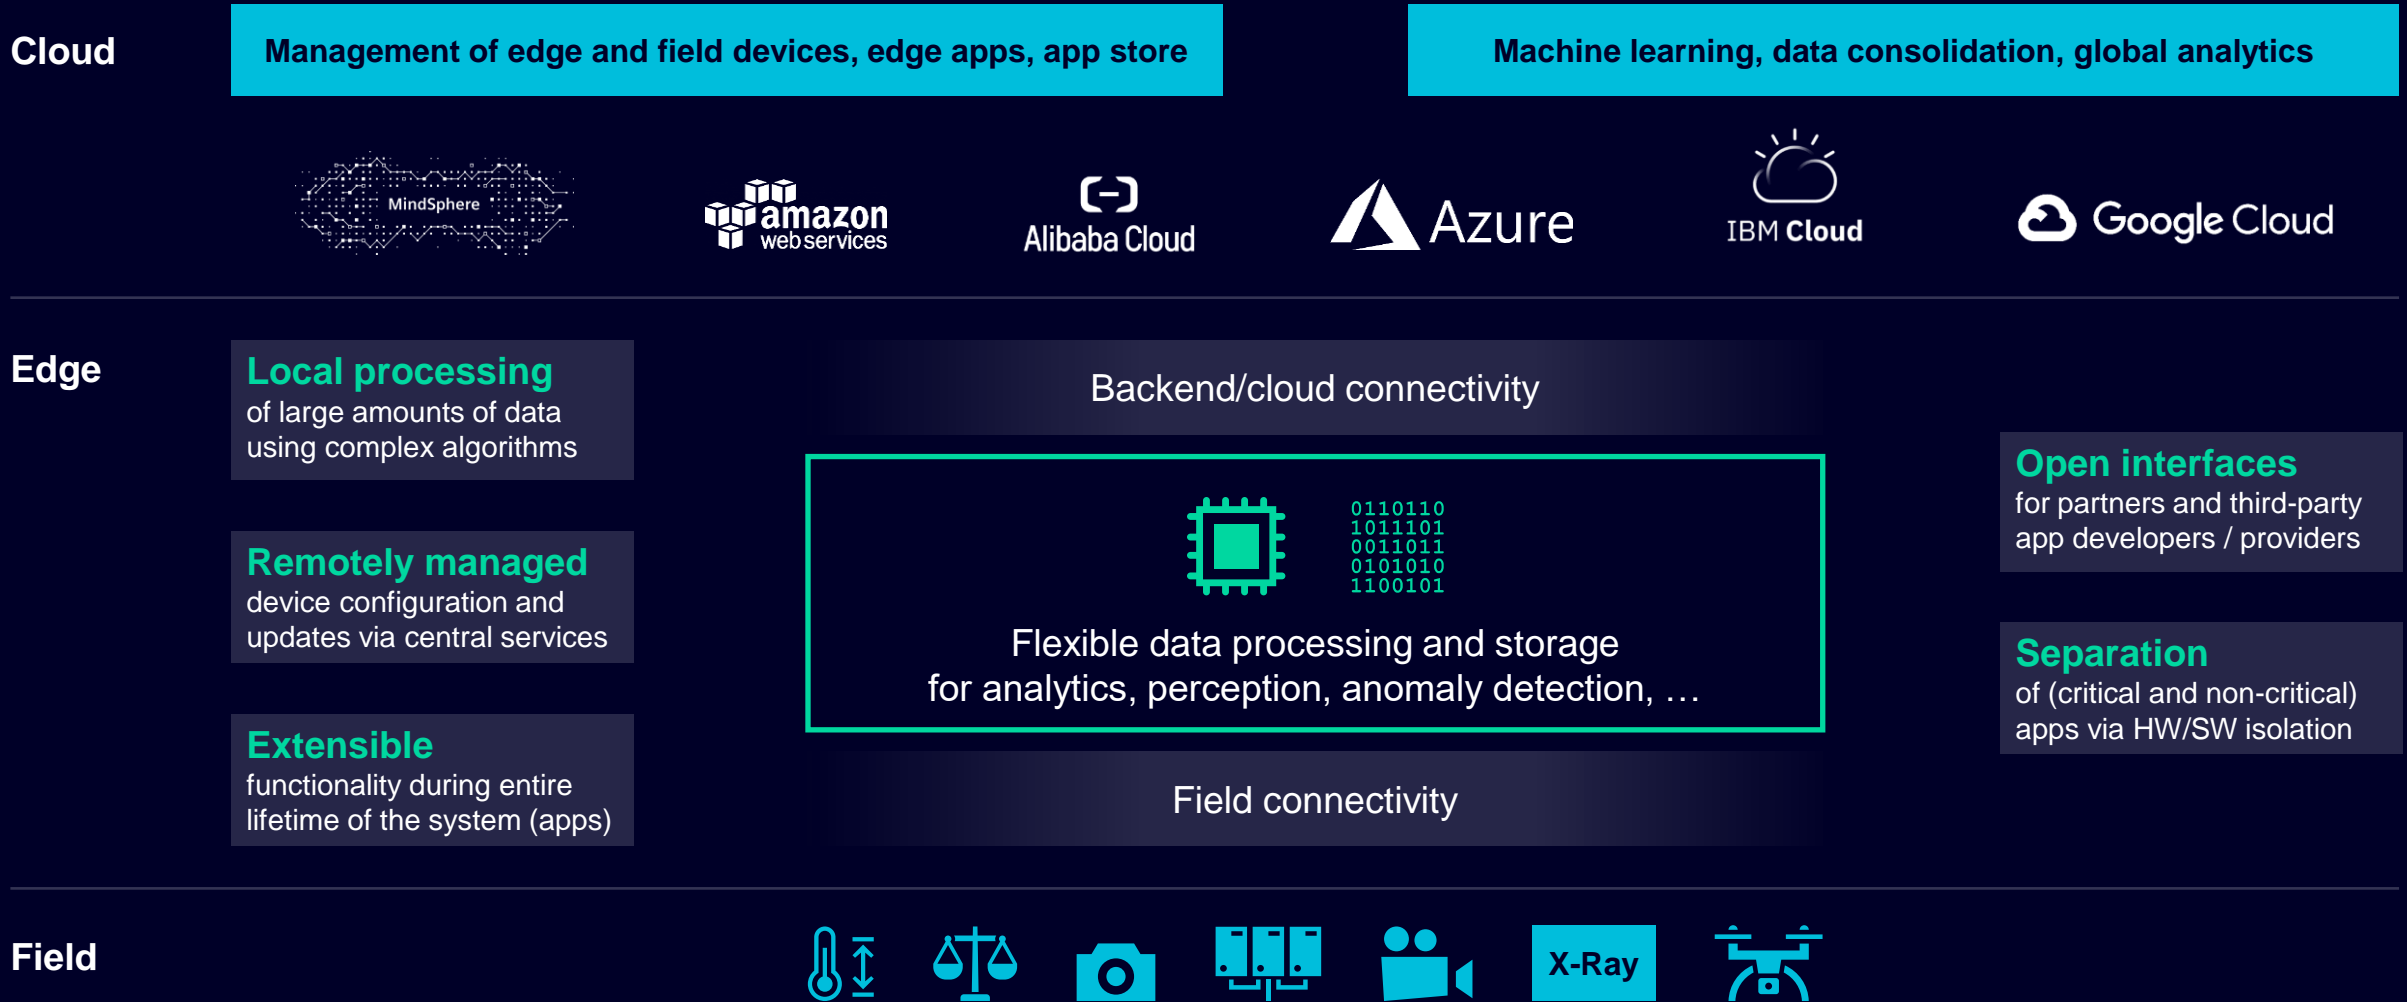 Cloud
Management of edge and field devices, edge apps, app store
Machine learning, data consolidation, global analytics
MindSphere
amazon
webservices
Alibaba Cloud
Azure
IBM Cloud
Google Cloud
Edge
Local processing
of large amounts of data
using complex algorithms
Remotely managed
device configuration and
updates via central services
Extensible
functionality during entire
lifetime of the system (apps)
Backend/cloud connectivity
0110110
1011101
0011011
0101010
1100101
Flexible data processing and storage
for analytics, perception, anomaly detection, …
Field connectivity
Open interfaces
for partners and third-party
app developers / providers
Separation
of (critical and non-critical)
apps via HW/SW isolation
Field
X-Ray